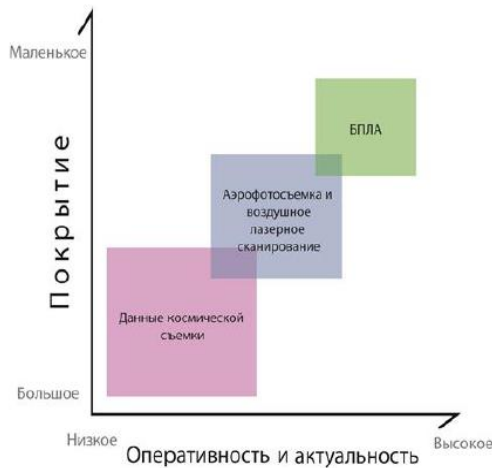 Маленькое
БПЛА
Покрытие
Аэрофотосъемка и
воздушное
лазерное
сканирование
Данные космической
съемки
Большое
Низкое
Высокое
Оперативность и актуальность